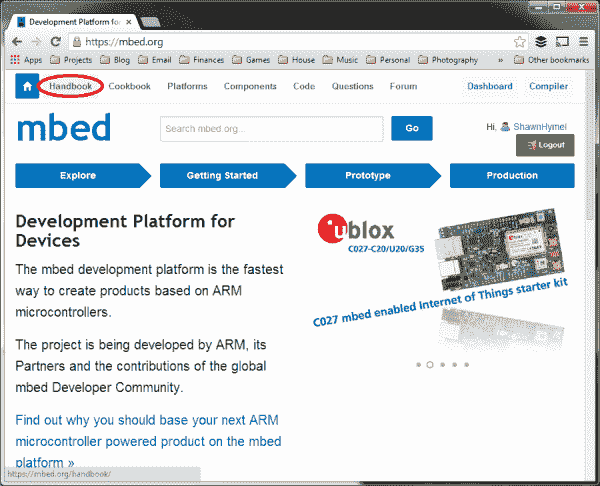 Development Platform for
https://mbed.org
Apps Projects Blog Email Finances Games House Music Personal Photography » Other bookmarks
Handbook Cookbook Platforms Components Code Questions Forum Dashboard Compiler
mbed
Search mbed.org...
Go
Hi, ShawnHymel
Logout
Explore Getting Started Prototype Production
Development Platform for
Devices
The mbed development platform is the fastest
way to create products based on ARM
microcontrollers.
The project is being developed by ARM, its
Partners and the contributions of the global
mbed Developer Community.
Find out why you should base your next ARM
microcontroller powered product on the mbed
platform »
ublox
C027-C20/U20/G35
C027 mbed enabled Internet of Things starter kit
https://mbed.org/handbook/